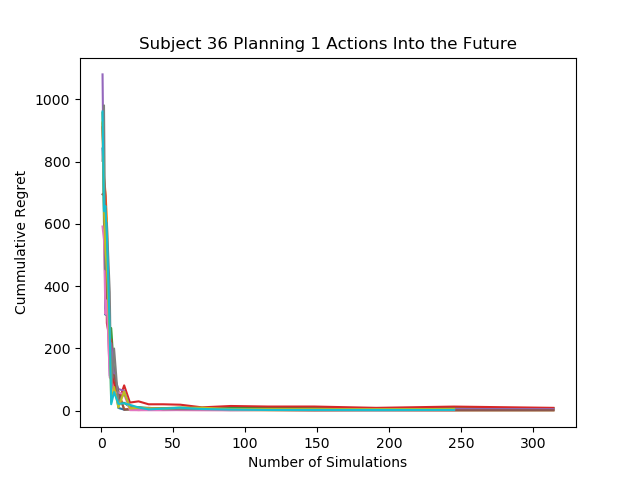 Subject 36 Planning 1 Actions Into the Future
Cummulative Regret
1000
800
600
400
200
0
0 50 100 150 200 250 300
Number of Simulations